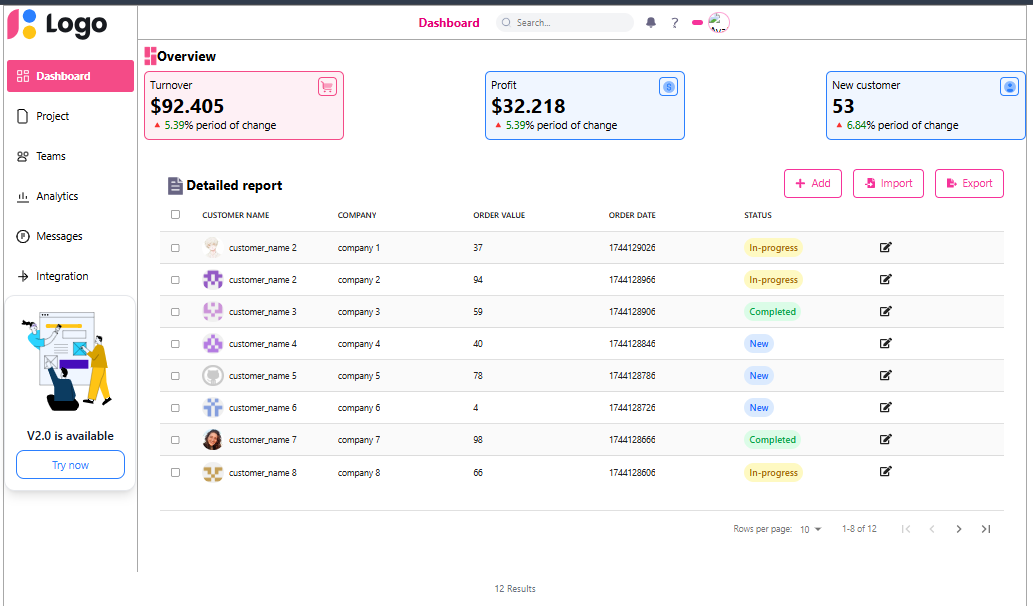 Logo
Dashboard
Search...
?
Dashboard
Project
Teams
Analytics
Messages
Integration
V2.0 is available
Try now
Overview
Turnover
$92.405
5.39% period of change
Profit
$32.218
5.39% period of change
New customer
53
6.84% period of change
Detailed report
Add
Import
Export
CUSTOMER NAME COMPANY ORDER VALUE ORDER DATE STATUS
customer_name 2 company 1 37 1744129026 In-progress
customer_name 2 company 2 94 1744128966 In-progress
customer_name 3 company 3 59 1744128906 Completed
customer_name 4 company 4 40 1744128846 New
customer_name 5 company 5 78 1744128786 New
customer_name 6 company 6 4 1744128726 New
customer_name 7 company 7 98 1744128666 Completed
customer_name 8 company 8 66 1744128606 In-progress
Rows per page: 10 1-8 of 12
12 Results